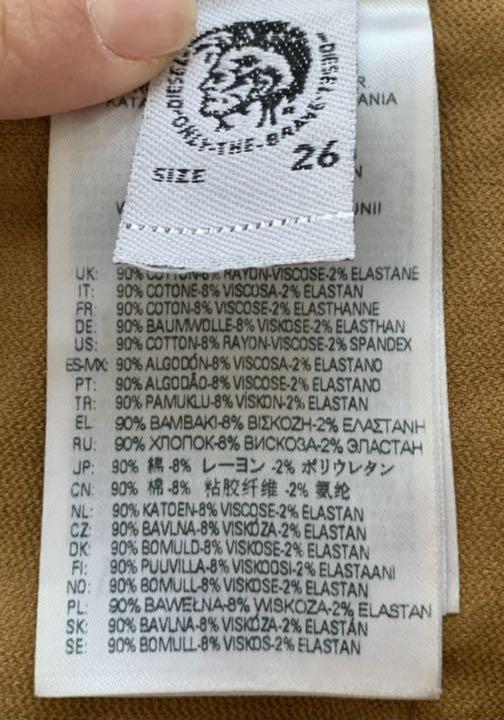 DIESEL
ONLY-THE-BRAVE
DIESEL
SIZE 26
KATA
ANIA
UNII
UK: 90% COTTON-8% RAYON-VISCOSE-2% ELASTANE
IT: 90% COTONE-8% VISCOSA-2% ELASTAN
FR: 90% COTON-8% VISCOSE-2% ELASTHANNE
DE: 90% BAUMWOLLE-8% VISKOSE-2% ELASTHAN
US: 90% COTTON-8% RAYON-VISCOSE-2% SPANDEX
ES-MX: 90% ALGODÓN-8% VISCOSA-2% ELASTANO
PT: 90% ALGODÃO-8% VISCOSE-2% ELASTANO
TR: 90% PAMUKLU-8% VISKON-2% ELASTAN
EL: 90% ΒΑΜΒΑΚΙ-8% ΒΙΣΚΟΖΗ-2% ΕΛΑΣΤΑΝΗ
RU: 90% ХЛОПОК-8% ВИСКОЗА-2% ЭЛАСТАН
JP: 90% 綿 -8% レーヨン -2% ポリウレタン
CN: 90% 棉 -8% 粘胶纤维 -2% 氨纶
NL: 90% KATOEN-8% VISCOSE-2% ELASTAN
CZ: 90% BAVLNA-8% VISKÓZA-2% ELASTAN
DK: 90% BOMULD-8% VISKOSE-2% ELASTAN
FI: 90% PUUVILLA-8% VISKOOSI-2% ELASTAANI
NO: 90% BOMULL-8% VISKOSE-2% ELASTAN
PL: 90% BAWEŁNA-8% WISKOZA-2% ELASTAN
SK: 90% BAVLNA-8% VISKÓZA-2% ELASTÁN
SE: 90% BOMULL-8% VISKOS-2% ELASTAN